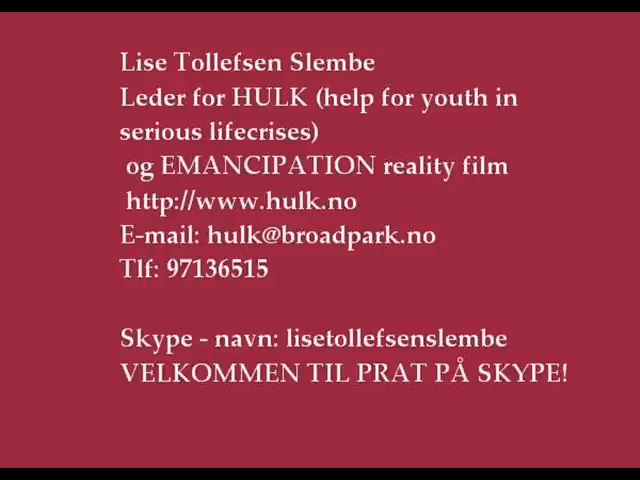 Lise Tollefsen Slembe
Leder for HULK (help for youth in
serious lifecrises)
og EMANCIPATION reality film
http://www.hulk.no
E-mail: hulk@broadpark.no
Tlf: 97136515
Skype - navn: lisetollefsenslembe
VELKOMMEN TIL PRAT PÅ SKYPE!